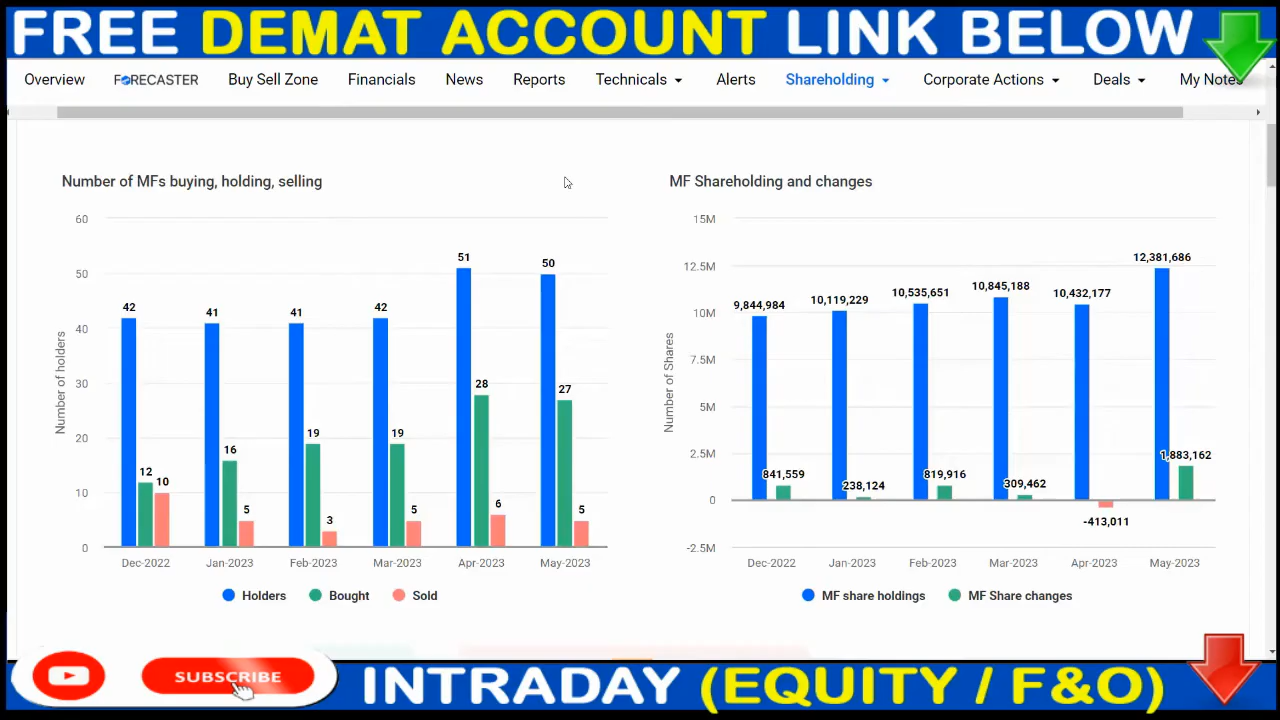 FREE DEMAT ACCOUNT LINK BELOW
Overview FORECASTER Buy Sell Zone Financials News Reports Technicals Alerts Shareholding Corporate Actions Deals My Notes
Number of MFs buying, holding, selling
60
50
40
30
20
10
0
Number of holders
42 41 41 42 51 50
12 16 19 19 28 27
10 5 3 5 6 5
Dec-2022 Jan-2023 Feb-2023 Mar-2023 Apr-2023 May-2023
Holders Bought Sold
MF Shareholding and changes
15M
12.5M
10M
7.5M
5M
2.5M
0
-2.5M
Number of Shares
9,844,984 10,119,229 10,535,651 10,845,188 10,432,177 12,381,686
841,559 238,124 819,916 309,462 -413,011 1,883,162
Dec-2022 Jan-2023 Feb-2023 Mar-2023 Apr-2023 May-2023
MF share holdings MF Share changes
SUBSCRIBE
INTRADAY (EQUITY / F&O)